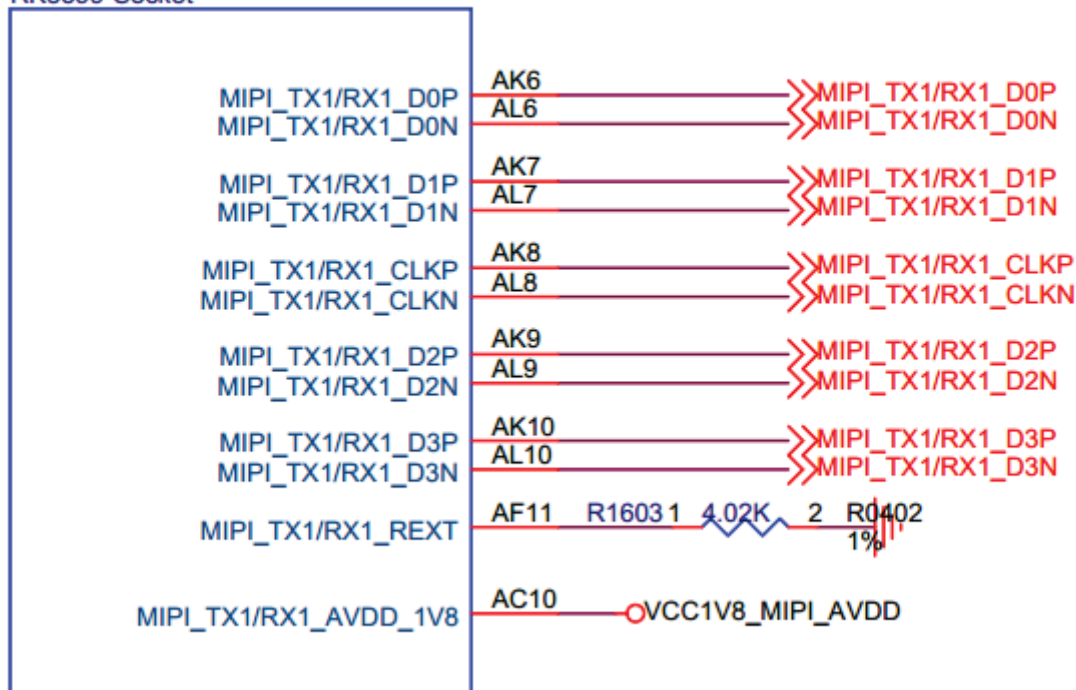 MIPI_TX1/RX1_D0P AK6 MIPI_TX1/RX1_D0P
MIPI_TX1/RX1_D0N AL6 MIPI_TX1/RX1_D0N
MIPI_TX1/RX1_D1P AK7 MIPI_TX1/RX1_D1P
MIPI_TX1/RX1_D1N AL7 MIPI_TX1/RX1_D1N
MIPI_TX1/RX1_CLKP AK8 MIPI_TX1/RX1_CLKP
MIPI_TX1/RX1_CLKN AL8 MIPI_TX1/RX1_CLKN
MIPI_TX1/RX1_D2P AK9 MIPI_TX1/RX1_D2P
MIPI_TX1/RX1_D2N AL9 MIPI_TX1/RX1_D2N
MIPI_TX1/RX1_D3P AK10 MIPI_TX1/RX1_D3P
MIPI_TX1/RX1_D3N AL10 MIPI_TX1/RX1_D3N
MIPI_TX1/RX1_REXT AF11 R1603 1 4.02K 2 R0402
1%
MIPI_TX1/RX1_AVDD_1V8 AC10 VCC1V8_MIPI_AVDD